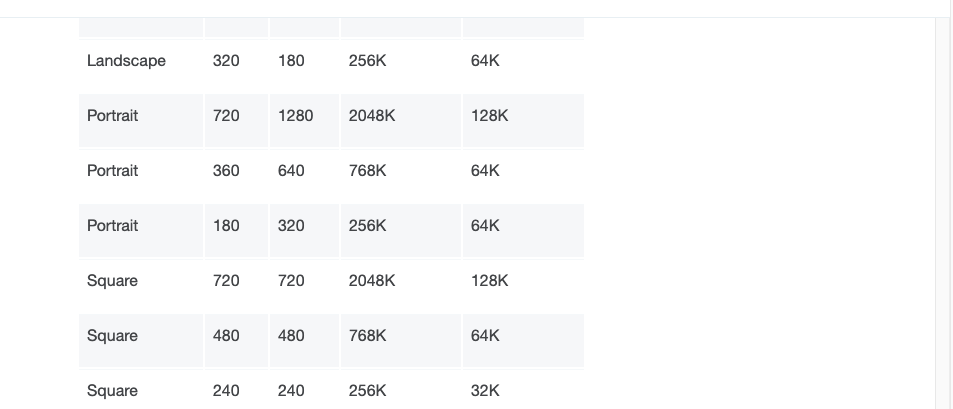 Landscape 320 180 256K 64K
Portrait 720 1280 2048K 128K
Portrait 360 640 768K 64K
Portrait 180 320 256K 64K
Square 720 720 2048K 128K
Square 480 480 768K 64K
Square 240 240 256K 32K